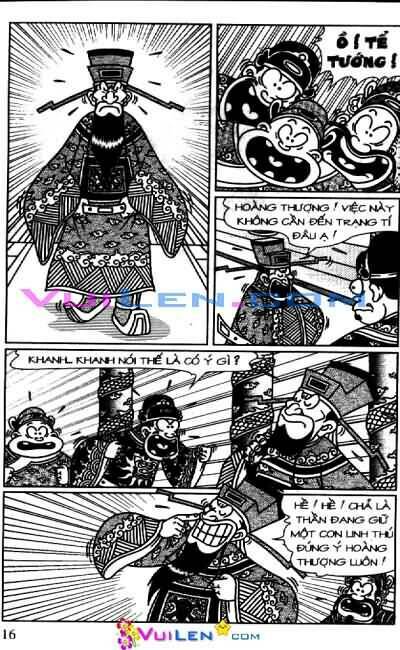 Ồ! TỂ
TƯỚNG!
HOÀNG THƯỢNG! VIỆC NÀY
KHÔNG CẦN ĐẾN TRẠNG TÍ
ĐÂU Ạ!
VUILEN.COM
KHANH... KHANH NÓI THẾ LÀ CÓ Ý GÌ?
HÈ! HÈ! CHẢ LÀ
THẦN ĐANG GIỮ
MỘT CON LINH THÚ
ĐÚNG Ý HOÀNG
THƯỢNG LUÔN!
16
VUILEN.COM